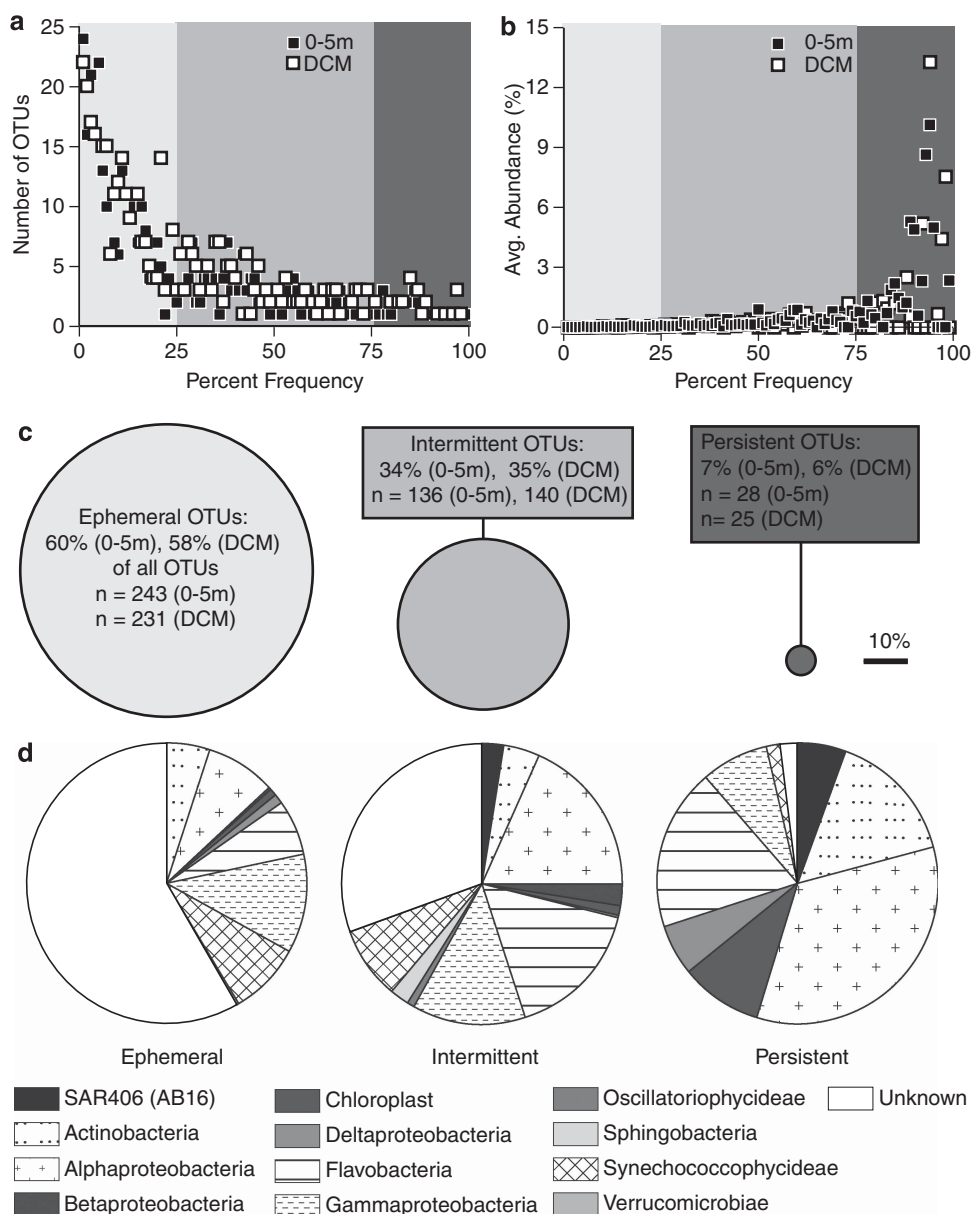 a
25
20
15
10
5
0
Number of OTUs
0-5m
DCM
0 25 50 75 100
Percent Frequency
b
15
12
9
6
3
0
Avg. Abundance (%)
0-5m
DCM
0 25 50 75 100
Percent Frequency
c
Ephemeral OTUs:
60% (0-5m), 58% (DCM)
of all OTUs
n = 243 (0-5m)
n = 231 (DCM)
Intermittent OTUs:
34% (0-5m), 35% (DCM)
n = 136 (0-5m), 140 (DCM)
Persistent OTUs:
7% (0-5m), 6% (DCM)
n = 28 (0-5m)
n= 25 (DCM)
10%
d
Ephemeral
Intermittent
Persistent
SAR406 (AB16)
Actinobacteria
Alphaproteobacteria
Betaproteobacteria
Chloroplast
Deltaproteobacteria
Flavobacteria
Gammaproteobacteria
Oscillatoriophycideae
Sphingobacteria
Synechococcophycideae
Verrucomicrobiae
Unknown